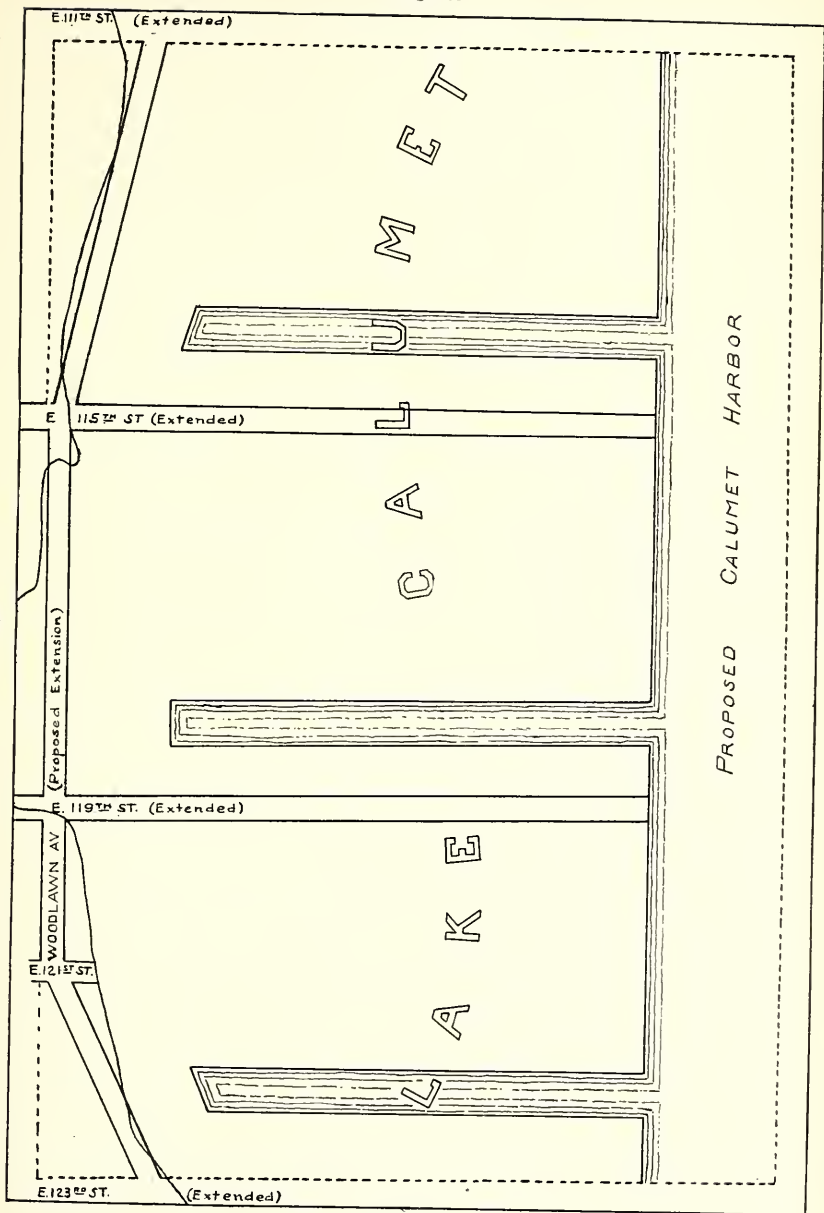 E. 111TH ST. (Extended)
LAKE CALUMET
E 115TH ST (Extended)
PROPOSED CALUMET HARBOR
(Proposed Extension)
E. 119TH ST. (Extended)
WOODLAWN AV
E. 121ST ST.
E. 123RD ST. (Extended)